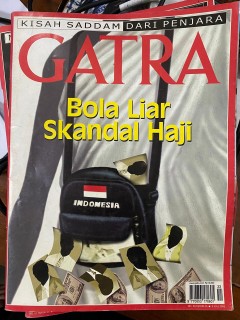 KISAH SADDAM DARI PENJARA
GATRA
Bola Liar
Skandal Haji
INDONESIA